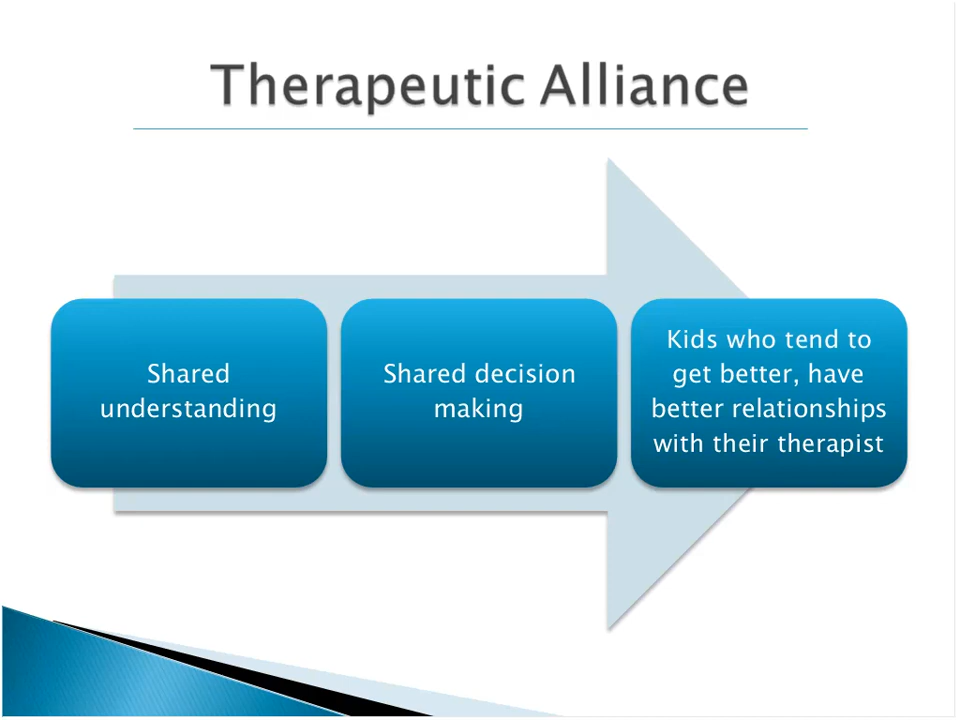 Therapeutic Alliance
Shared
understanding
Shared decision
making
Kids who tend to
get better, have
better relationships
with their therapist